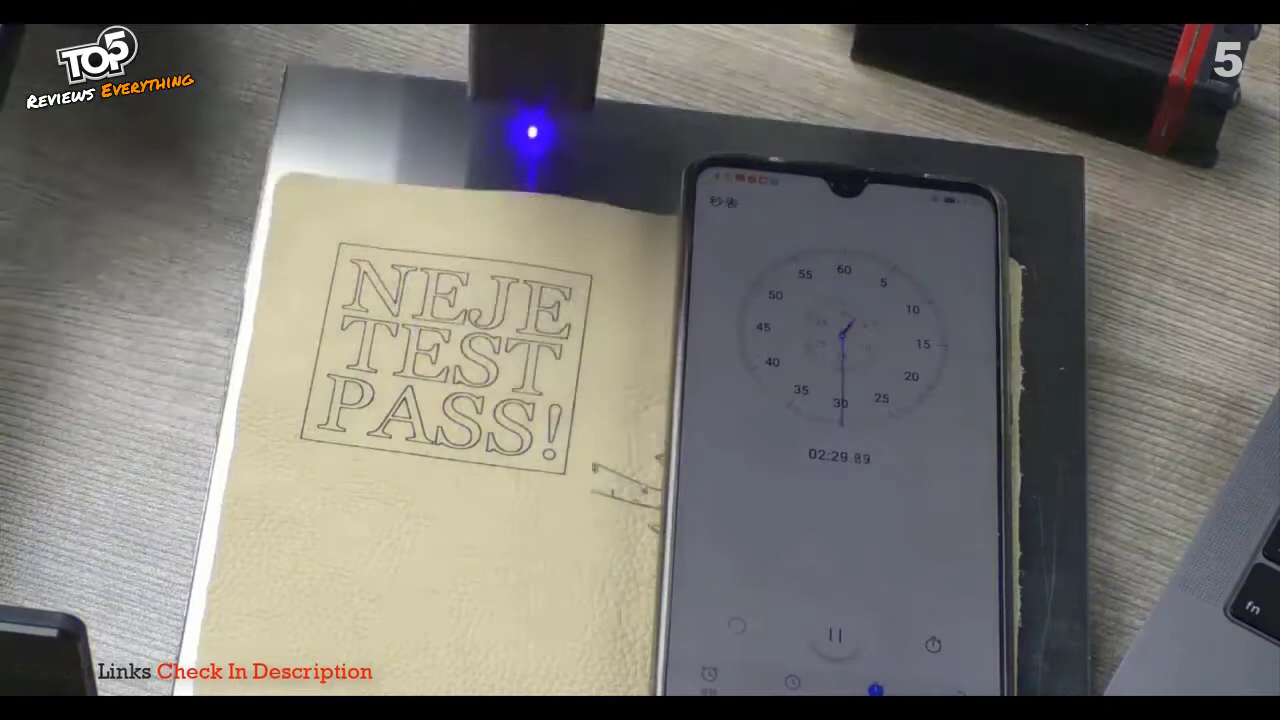 TOP5
REVIEWS EVERYTHING
5
NEJE
TEST
PASS!
秒表
60
5
10
15
20
25
30
35
40
45
50
55
02:29.89
fn
Links Check In Description